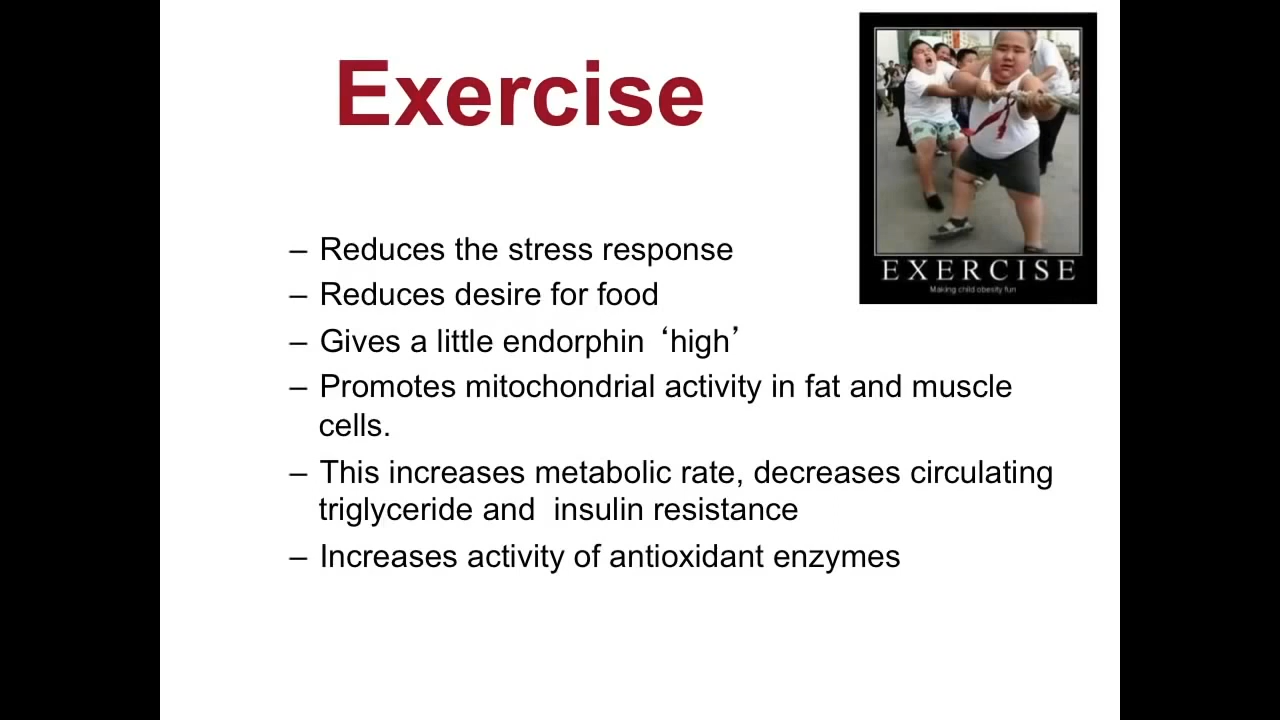 Exercise
EXERCISE
Making child obesity fun
– Reduces the stress response
– Reduces desire for food
– Gives a little endorphin ‘high’
– Promotes mitochondrial activity in fat and muscle
cells.
– This increases metabolic rate, decreases circulating
triglyceride and  insulin resistance
– Increases activity of antioxidant enzymes